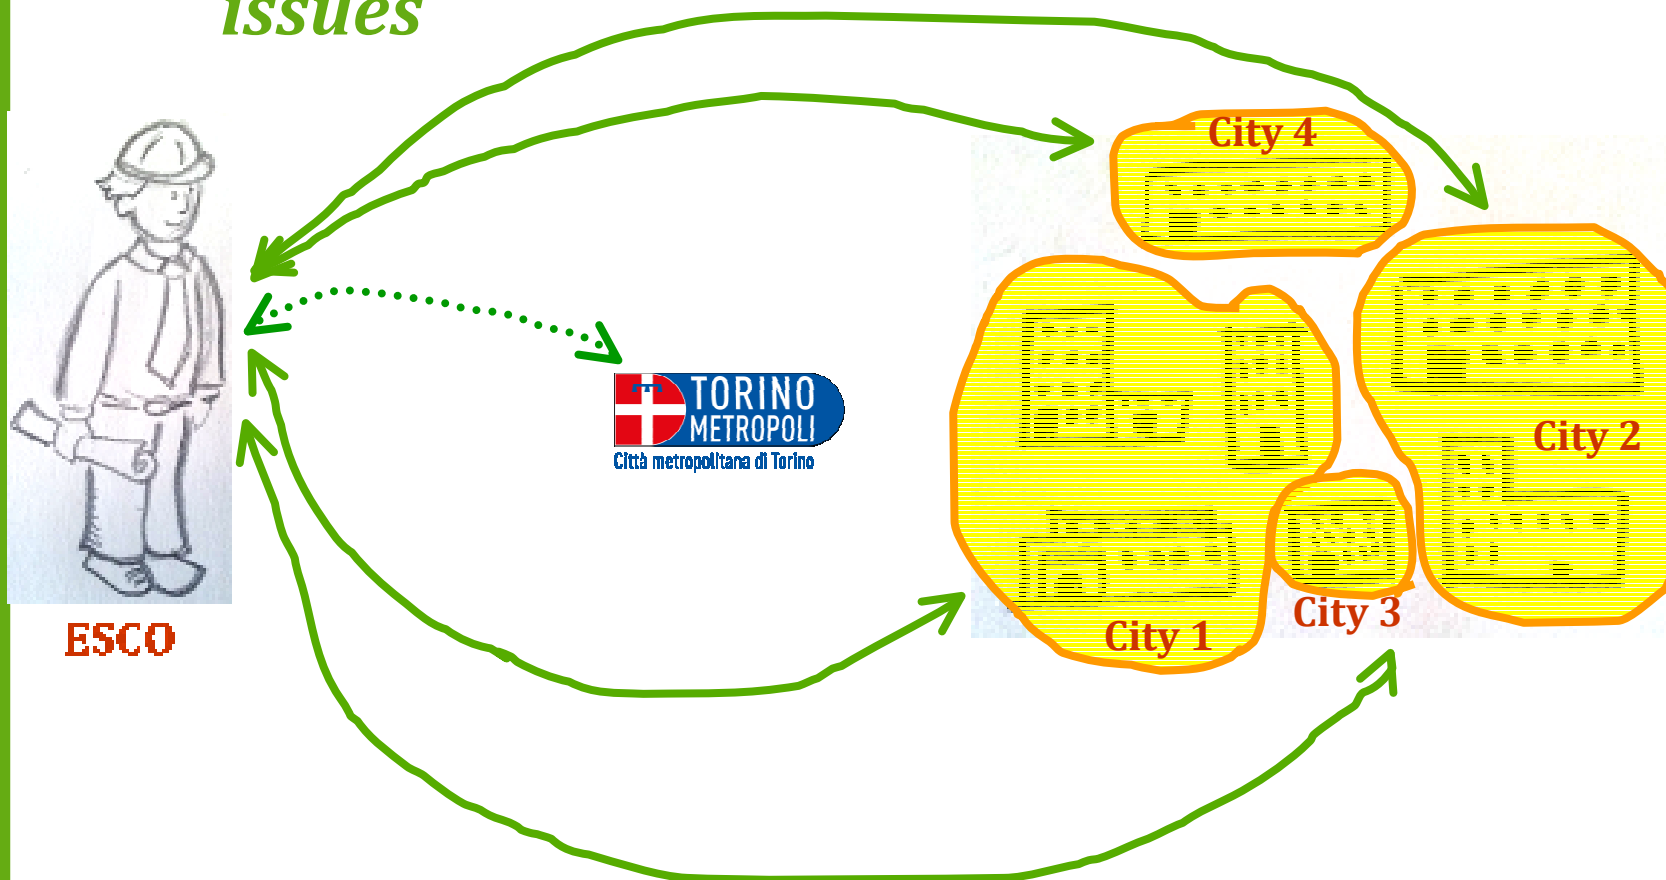 issues
City 4
TORINO
METROPOLI
Città metropolitana di Torino
City 2
City 3
City 1
ESCO